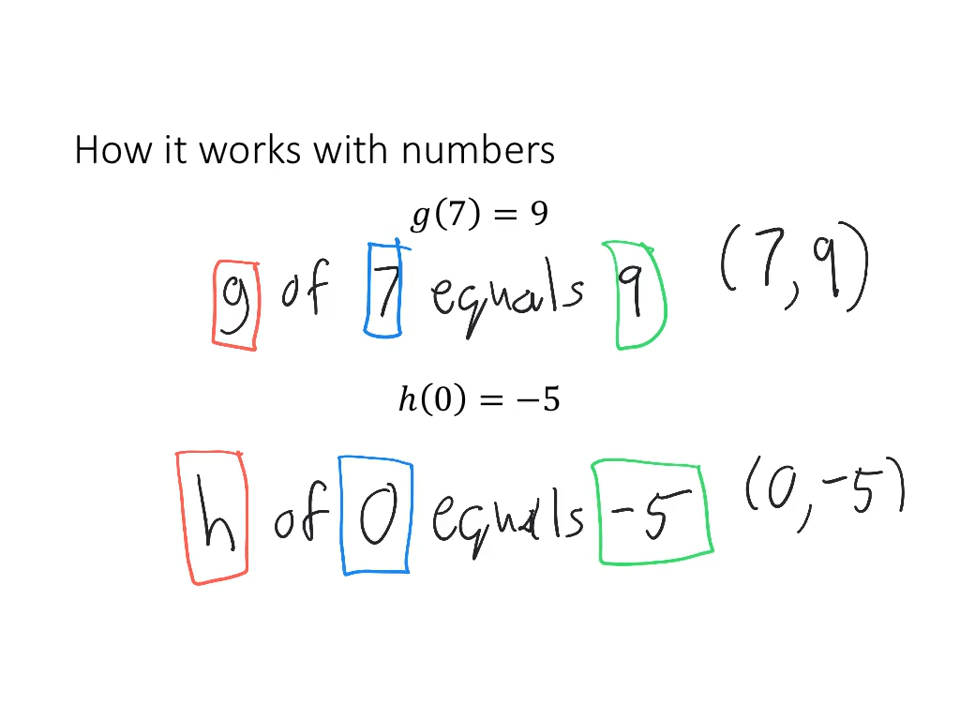 How it works with numbers
g(7) = 9
g of 7 equals 9 (7,9)
h(0) = −5
h of 0 equals -5 (0,-5)